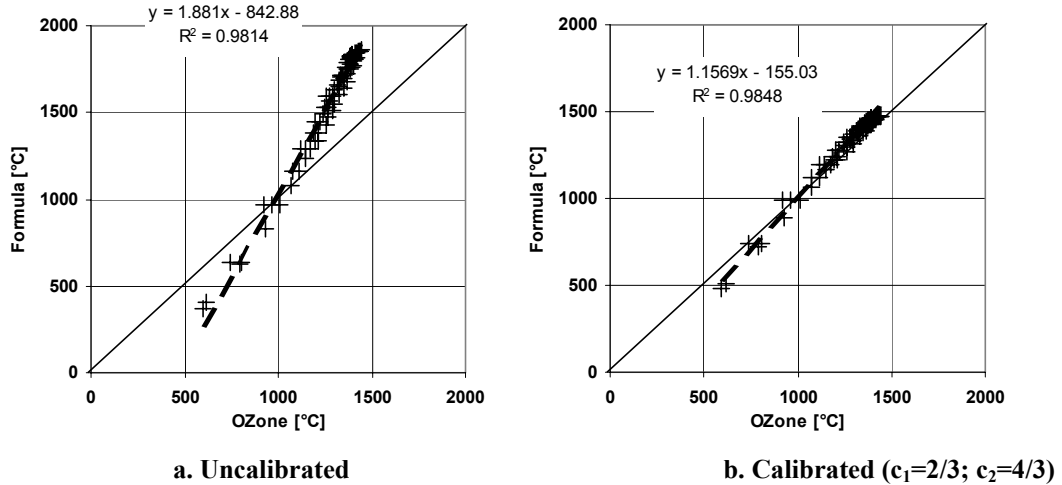 y = 1.881x - 842.88
R² = 0.9814
2000
1500
1000
500
0
Formula [°C]
0 500 1000 1500 2000
OZone [°C]
a. Uncalibrated
y = 1.1569x - 155.03
R² = 0.9848
2000
1500
1000
500
0
Formula [°C]
0 500 1000 1500 2000
OZone [°C]
b. Calibrated (c₁=2/3; c₂=4/3)